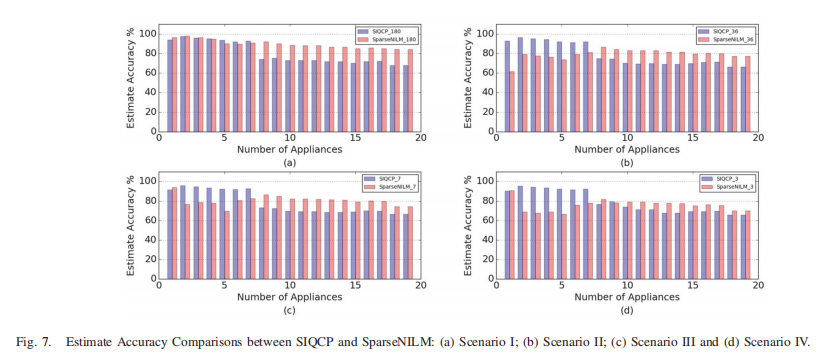 Estimate Accuracy %
100
80
60
40
20
0
SIQCP_180
SparseNILM_180
0 5 10 15 20
Number of Appliances
(a)
Estimate Accuracy %
100
80
60
40
20
0
SIQCP_36
SparseNILM_36
0 5 10 15 20
Number of Appliances
(b)
Estimate Accuracy %
100
80
60
40
20
0
SIQCP_7
SparseNILM_7
0 5 10 15 20
Number of Appliances
(c)
Estimate Accuracy %
100
80
60
40
20
0
SIQCP_3
SparseNILM_3
0 5 10 15 20
Number of Appliances
(d)
Fig. 7. Estimate Accuracy Comparisons between SIQCP and SparseNILM: (a) Scenario I; (b) Scenario II; (c) Scenario III and (d) Scenario IV.